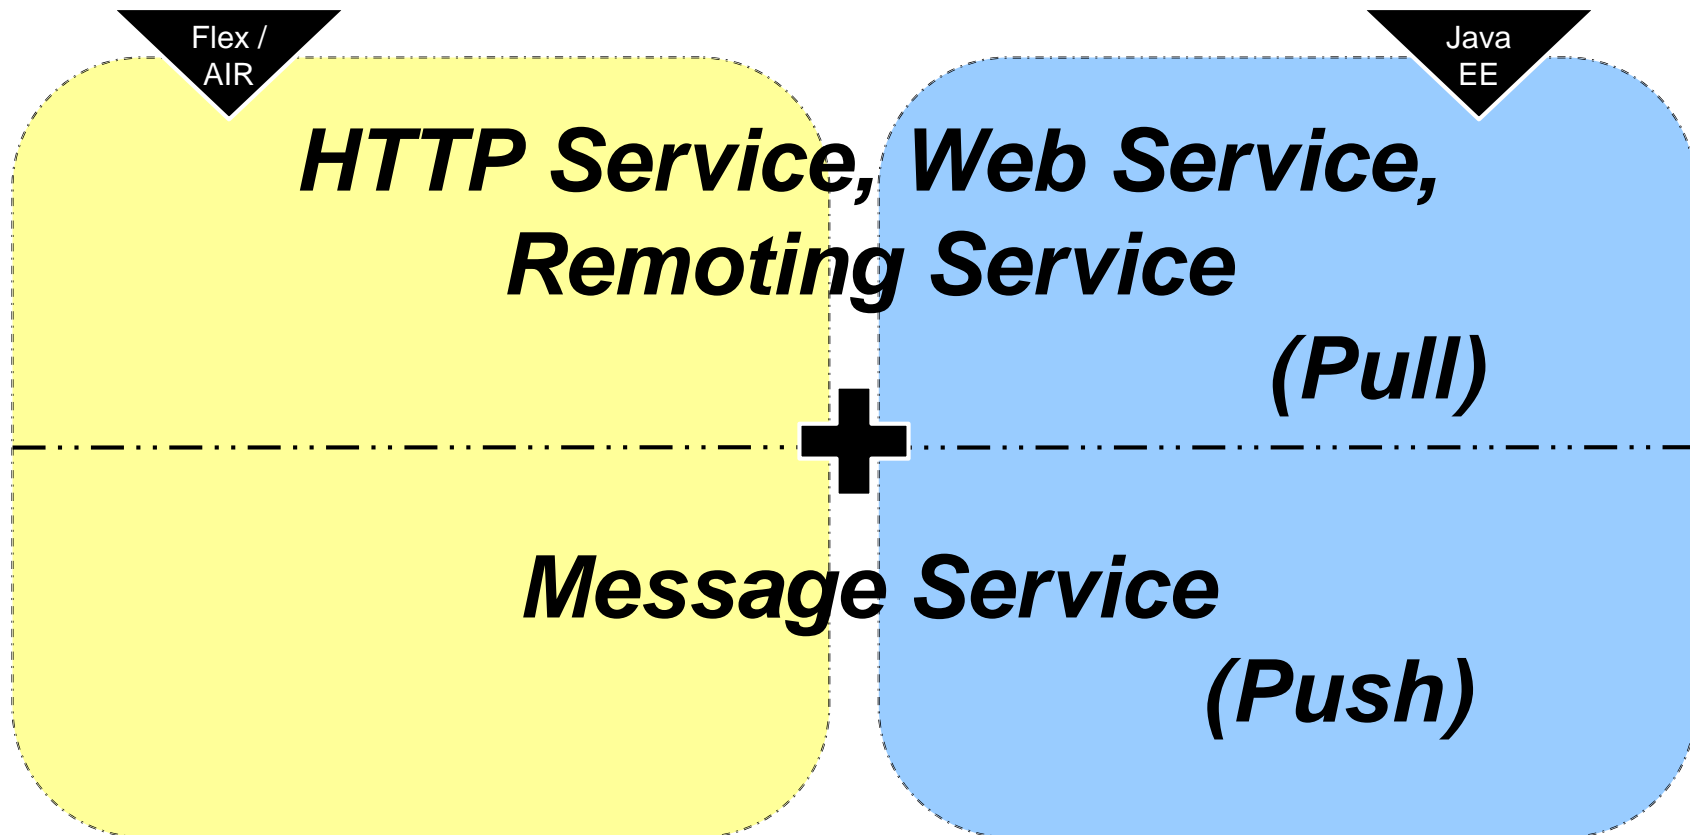 Flex /
AIR
Java
EE
HTTP Service, Web Service,
Remoting Service
(Pull)
Message Service
(Push)